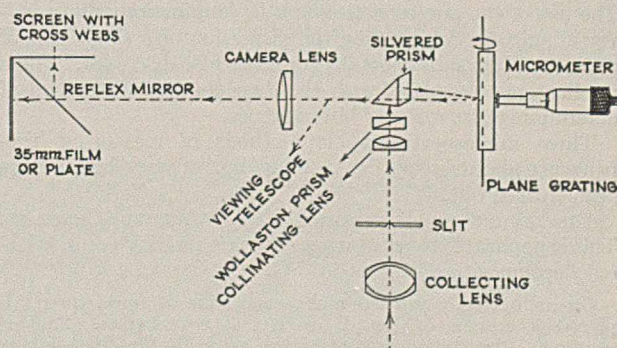 SCREEN WITH
CROSS WEBS
CAMERA LENS
SILVERED
PRISM
MICROMETER
REFLEX MIRROR
35-mm. FILM
OR PLATE
VIEWING
TELESCOPE
WOLLASTON PRISM
COLLIMATING LENS
PLANE GRATING
SLIT
COLLECTING
LENS